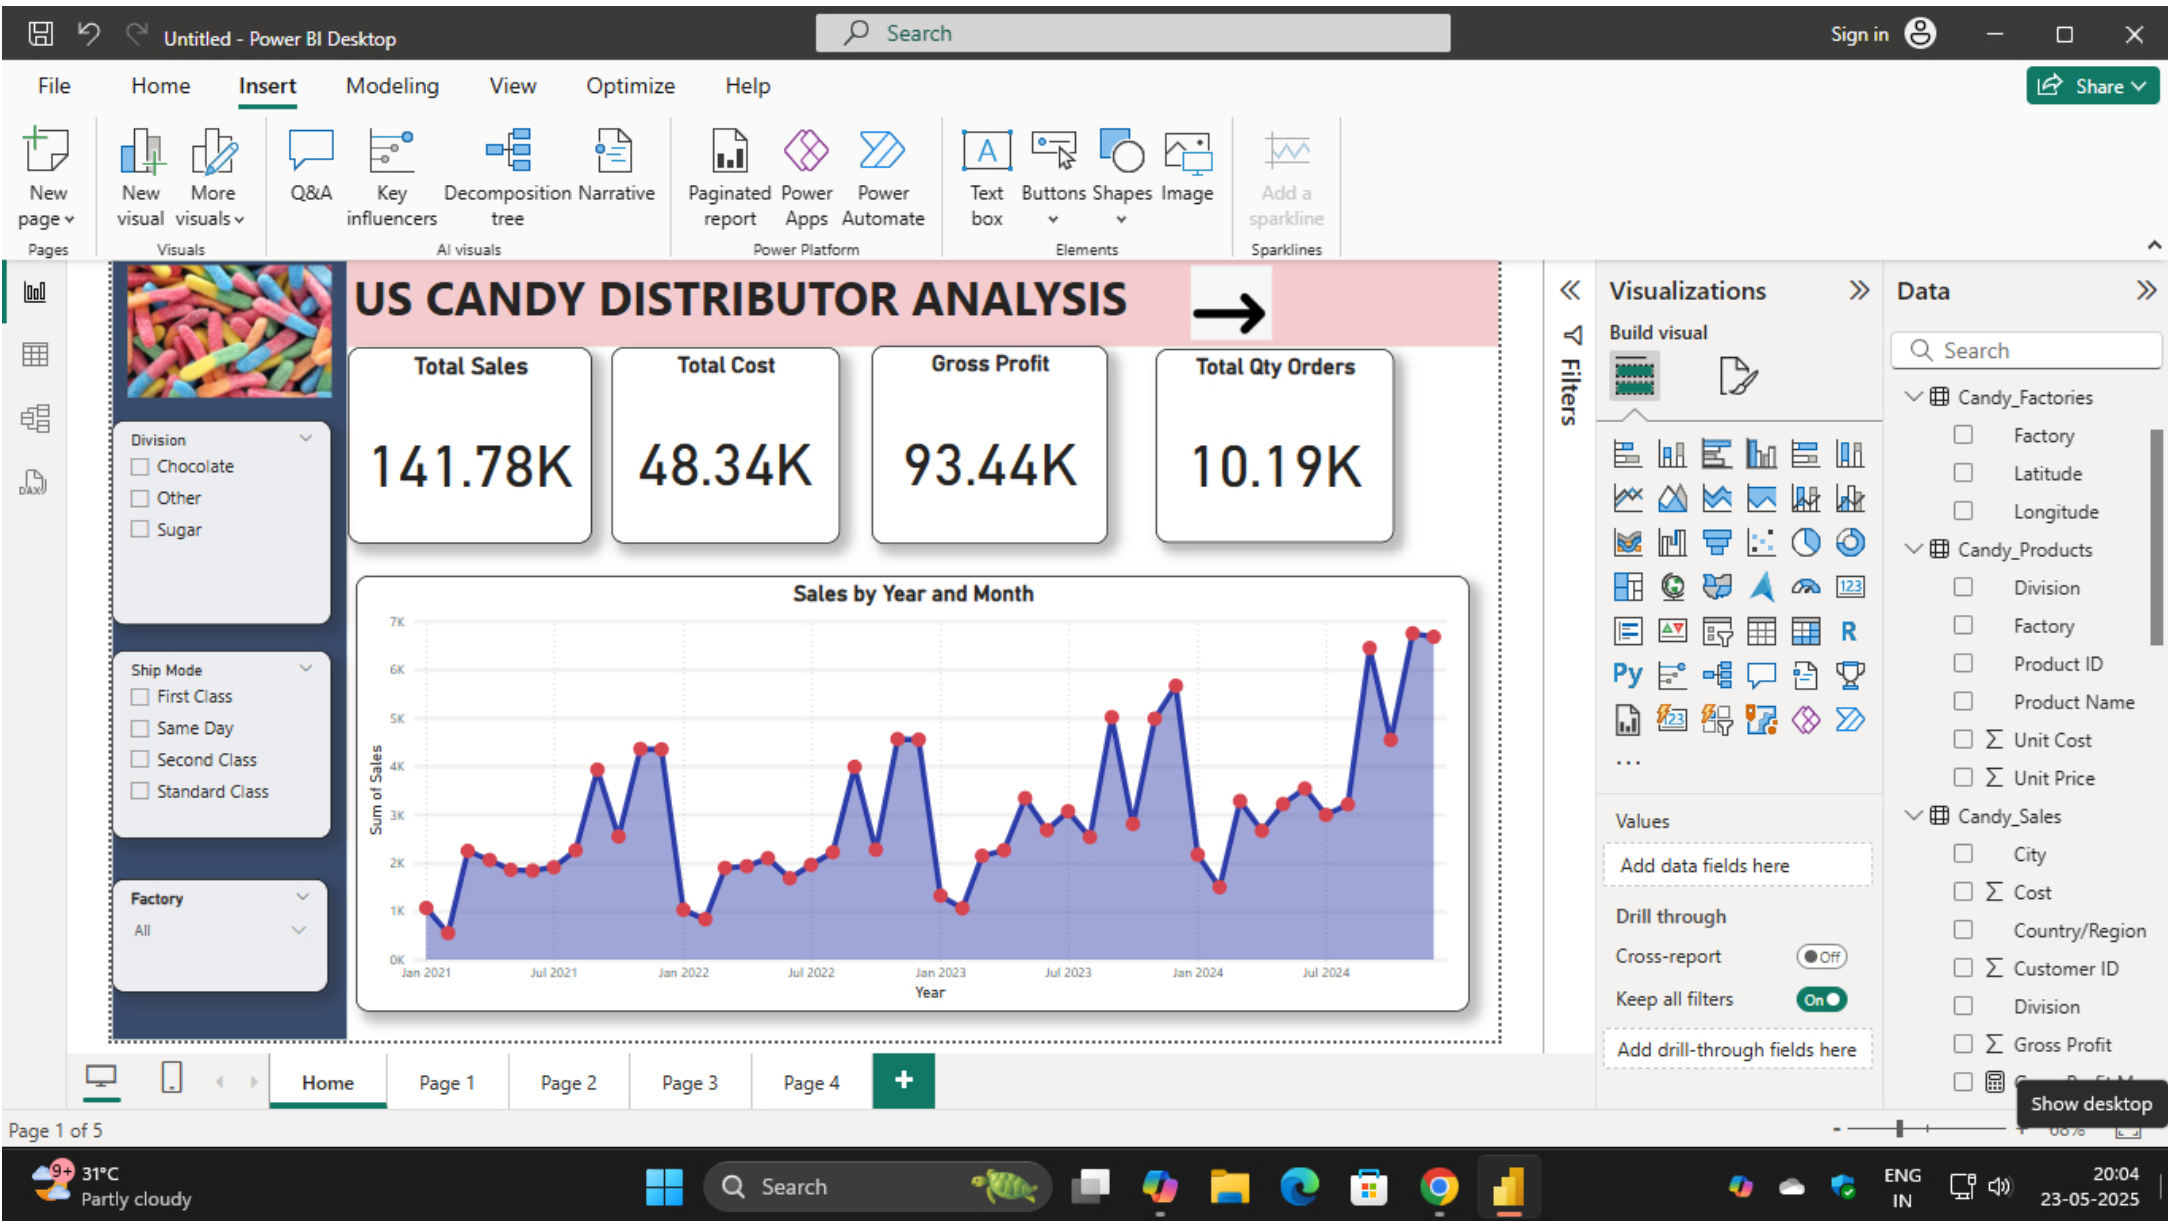 Untitled - Power BI Desktop
Search
Sign in
File
Home
Insert
Modeling
View
Optimize
Help
Share
New page
New visual
More visuals
Q&A
Key influencers
Decomposition tree
Narrative
Paginated report
Power Apps
Power Automate
Text box
Buttons
Shapes
Image
Add a sparkline
Pages
Visuals
AI visuals
Power Platform
Elements
Sparklines
DAX
US CANDY DISTRIBUTOR ANALYSIS
Division
Chocolate
Other
Sugar
Ship Mode
First Class
Same Day
Second Class
Standard Class
Factory
All
Total Sales
141.78K
Total Cost
48.34K
Gross Profit
93.44K
Total Qty Orders
10.19K
Sales by Year and Month
Sum of Sales
7K
6K
5K
4K
3K
2K
1K
0K
Jan 2021
Jul 2021
Jan 2022
Jul 2022
Jan 2023
Jul 2023
Jan 2024
Jul 2024
Year
Filters
Visualizations
Build visual
123
R
Py
123
...
Values
Add data fields here
Drill through
Cross-report
Off
Keep all filters
On
Add drill-through fields here
Data
Search
Candy_Factories
Factory
Latitude
Longitude
Candy_Products
Division
Factory
Product ID
Product Name
Σ Unit Cost
Σ Unit Price
Candy_Sales
City
Σ Cost
Country/Region
Σ Customer ID
Division
Σ Gross Profit
Show desktop
Home
Page 1
Page 2
Page 3
Page 4
+
Page 1 of 5
68%
9+
31°C
Partly cloudy
Search
ENG
IN
20:04
23-05-2025